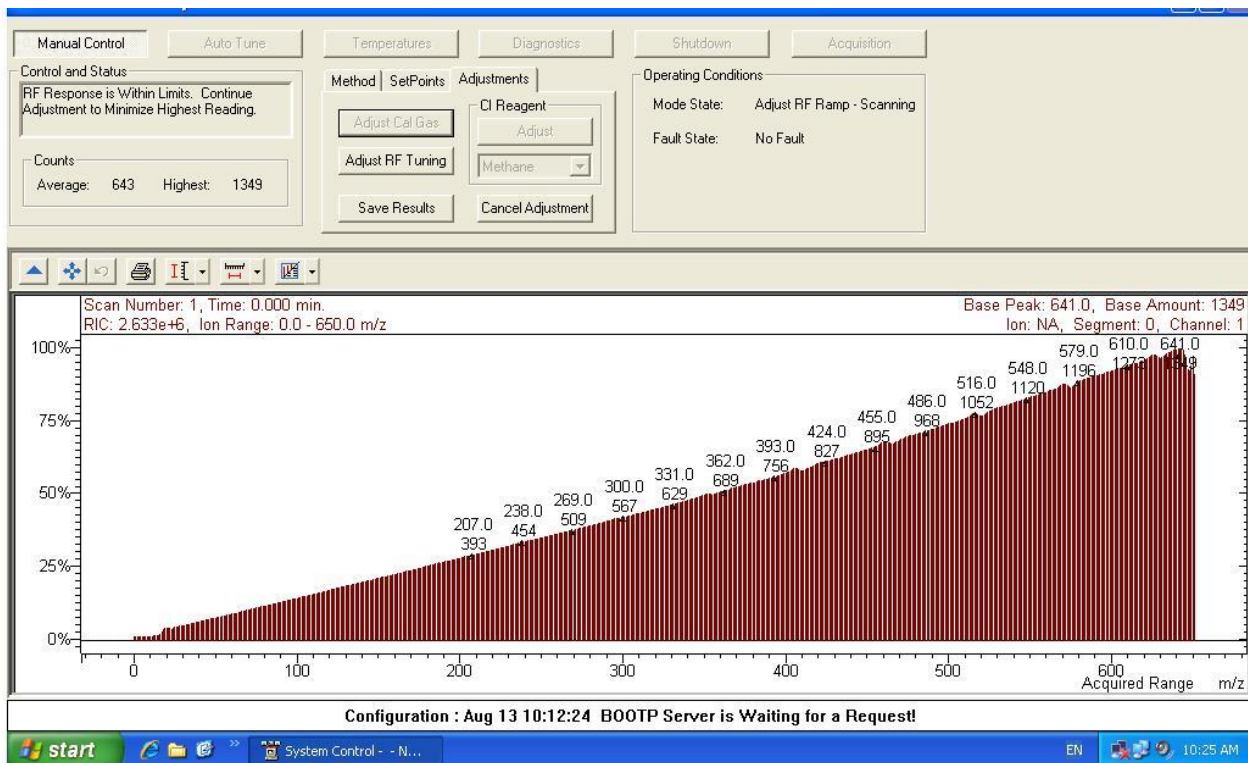 Manual Control
Auto Tune
Temperatures
Diagnostics
Shutdown
Acquisition
Control and Status
RF Response is Within Limits. Continue
Adjustment to Minimize Highest Reading.
Counts
Average: 643 Highest: 1349
Method SetPoints Adjustments
Adjust Cal Gas
Adjust RF Tuning
Save Results
CI Reagent
Adjust
Methane
Cancel Adjustment
Operating Conditions
Mode State: Adjust RF Ramp - Scanning
Fault State: No Fault
Scan Number: 1, Time: 0.000 min.
RIC: 2.633e+6, Ion Range: 0.0 - 650.0 m/z
Base Peak: 641.0, Base Amount: 1349
Ion: NA, Segment: 0, Channel: 1
100%
75%
50%
25%
0%
207.0
393
238.0
454
269.0
509
300.0
567
331.0
629
362.0
689
393.0
756
424.0
827
455.0
895
486.0
968
516.0
1052
548.0
1120
579.0
1196
610.0
1273
641.0
1349
0 100 200 300 400 500 600
Acquired Range m/z
Configuration : Aug 13 10:12:24 BOOTP Server is Waiting for a Request!
start
System Control - - N...
EN
10:25 AM